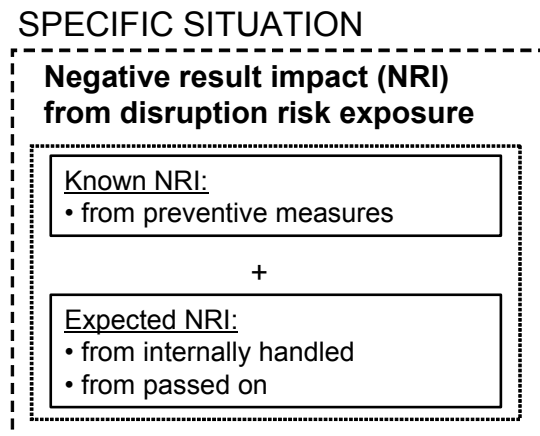 SPECIFIC SITUATION
Negative result impact (NRI)
from disruption risk exposure
Known NRI:
• from preventive measures
+
Expected NRI:
• from internally handled
• from passed on